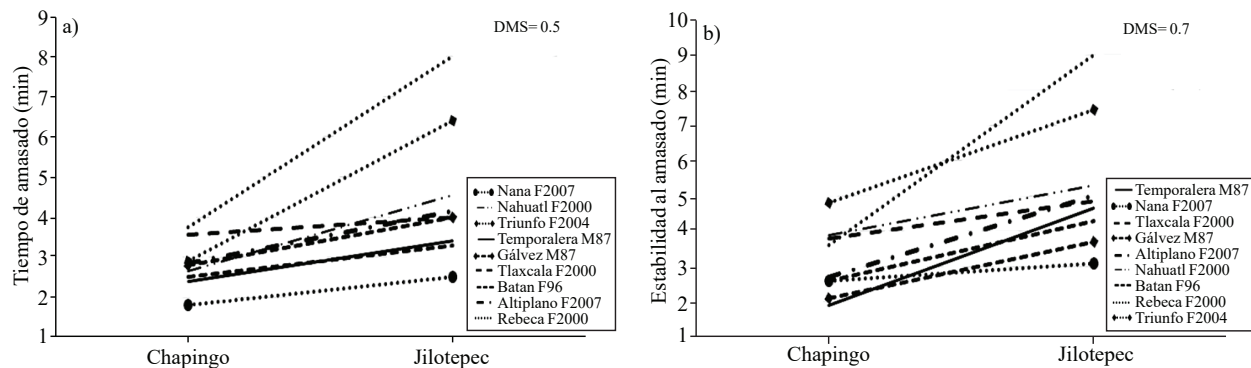 a)
DMS= 0.5
Tiempo de amasado (min)
9
8
7
6
5
4
3
2
1
Chapingo
Jilotepec
Nana F2007
Nahuatl F2000
Triunfo F2004
Temporalera M87
Gálvez M87
Tlaxcala F2000
Batan F96
Altiplano F2007
Rebeca F2000
b)
DMS= 0.7
Estabilidad al amasado (min)
10
9
8
7
6
5
4
3
2
1
Chapingo
Jilotepec
Temporalera M87
Nana F2007
Tlaxcala F2000
Gálvez M87
Altiplano F2007
Nahuatl F2000
Batan F96
Rebeca F2000
Triunfo F2004